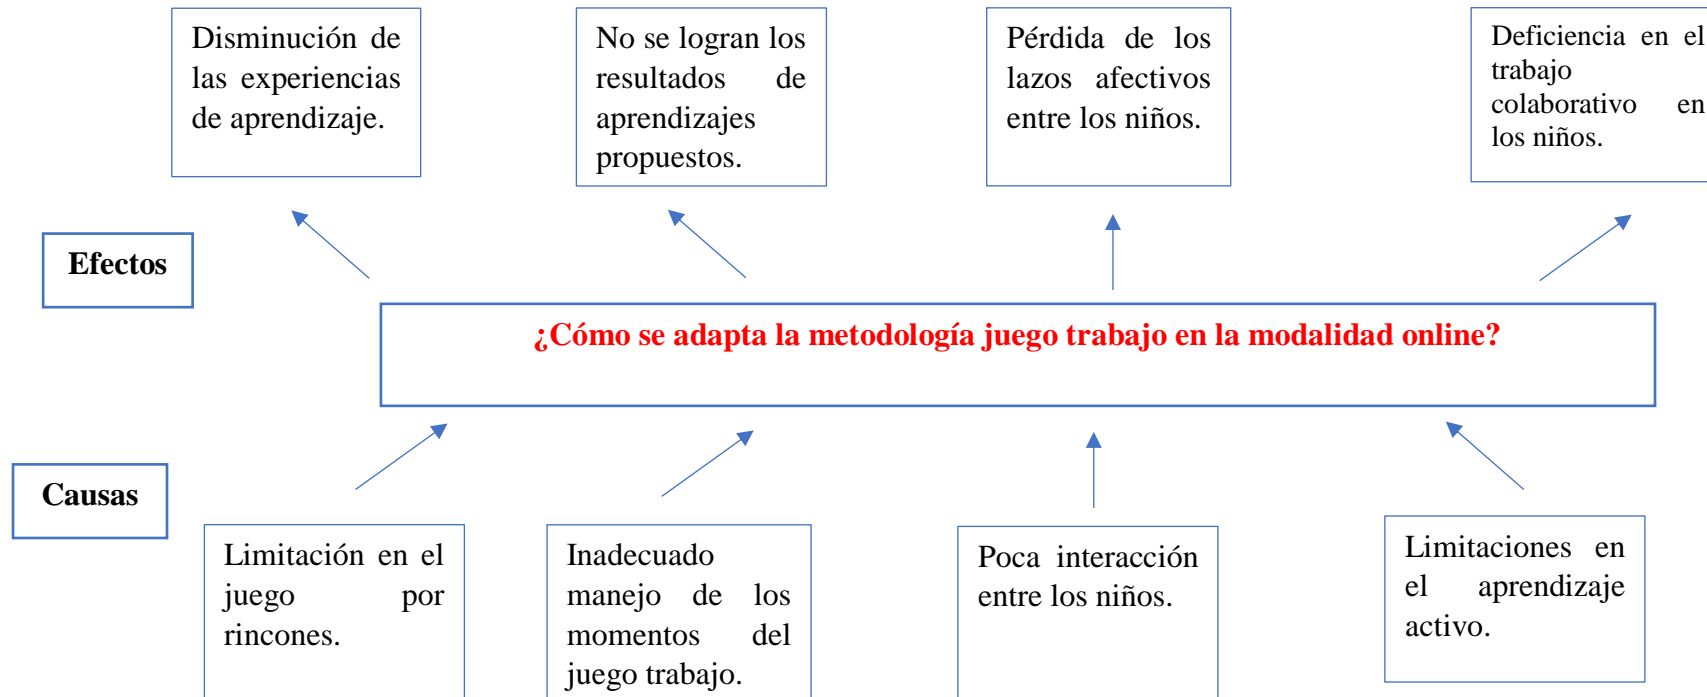 Disminución de
las experiencias
de aprendizaje.
No se logran los
resultados de
aprendizajes
propuestos.
Pérdida de los
lazos afectivos
entre los niños.
Deficiencia en el
trabajo
colaborativo en
los niños.
Efectos
¿Cómo se adapta la metodología juego trabajo en la modalidad online?
Causas
Limitación en el
juego por
rincones.
Inadecuado
manejo de los
momentos del
juego trabajo.
Poca interacción
entre los niños.
Limitaciones en
el aprendizaje
activo.